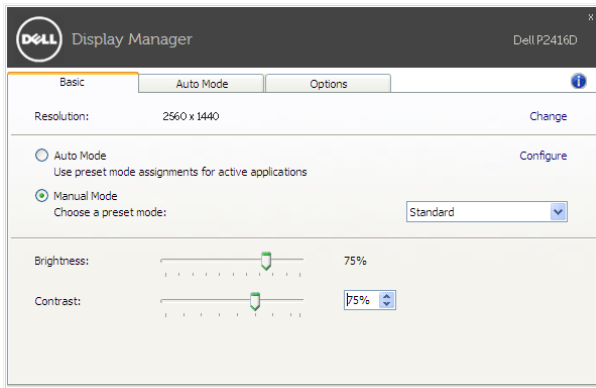 x
DELL Display Manager Dell P2416D
Basic Auto Mode Options i
Resolution: 2560 x 1440 Change
Auto Mode Configure
Use preset mode assignments for active applications
Manual Mode
Choose a preset mode: Standard
Brightness: 75%
Contrast: 75%